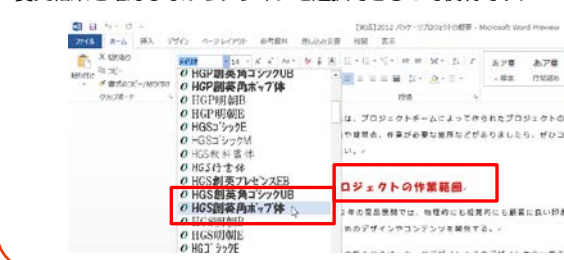 【完成】2012 パッケージプロジェクトの概要 - Microsoft Word Preview
ファイル ホーム 挿入 デザイン ページレイアウト 参考資料 差し込み文書 校閲 表示
切り取り
コピー
書式のコピー/貼り付け
貼り付け
クリップボード
段落
あア亜 あア亜
標準 行間詰め
HGP創英角ゴシックUB
HGP創英角ポップ体
HGP明朝B
HGP明朝E
HGSゴシックE
HGSゴシックM
HGS教科書体
HGS行書体
HGS創英プレゼンスEB
HGS創英角ゴシックUB
HGS創英角ポップ体
HGS明朝B
HGS明朝E
HGゴシックE
は、プロジェクトチームによって作られたプロジェクトの
や疑問点、作業が必要な箇所などがありましたら、ぜひコ
い。
ロジェクトの作業範囲
年の商品展開では、物理的にも視覚的にも顧客に良い印
めのデザインやコンテンツを開発する。